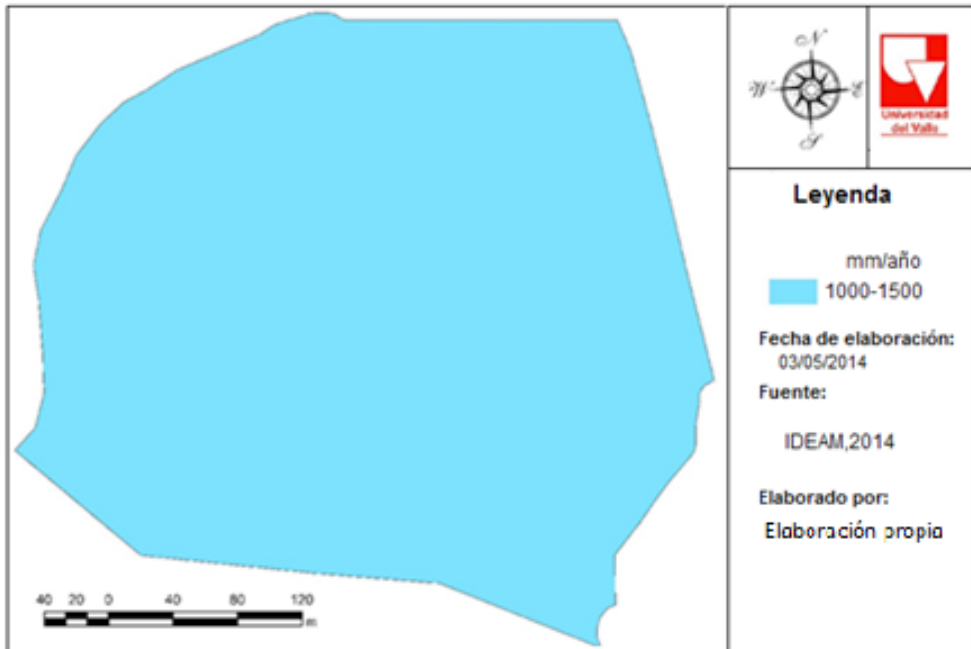 N
W E
S
Universidad
del Valle
Leyenda
mm/año
1000-1500
Fecha de elaboración:
03/05/2014
Fuente:
IDEAM,2014
Elaborado por:
Elaboración propia
40 20 0 40 80 120
m